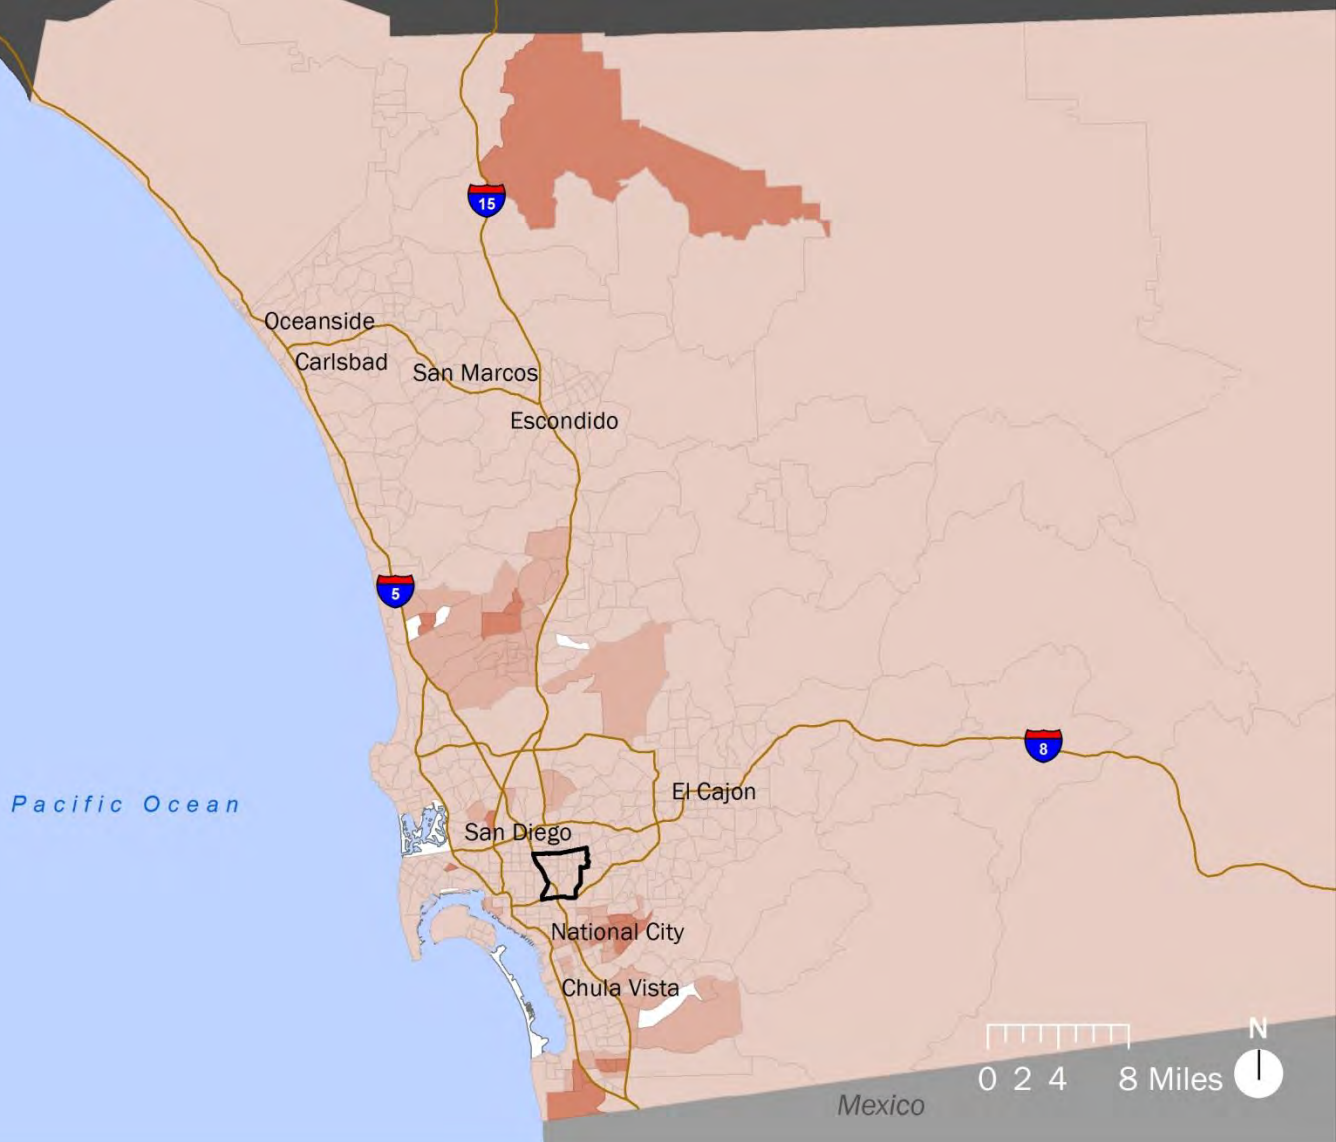 15
Oceanside
Carlsbad
San Marcos
Escondido
5
8
El Cajon
Pacific Ocean
San Diego
National City
Chula Vista
N
0 2 4 8 Miles
Mexico